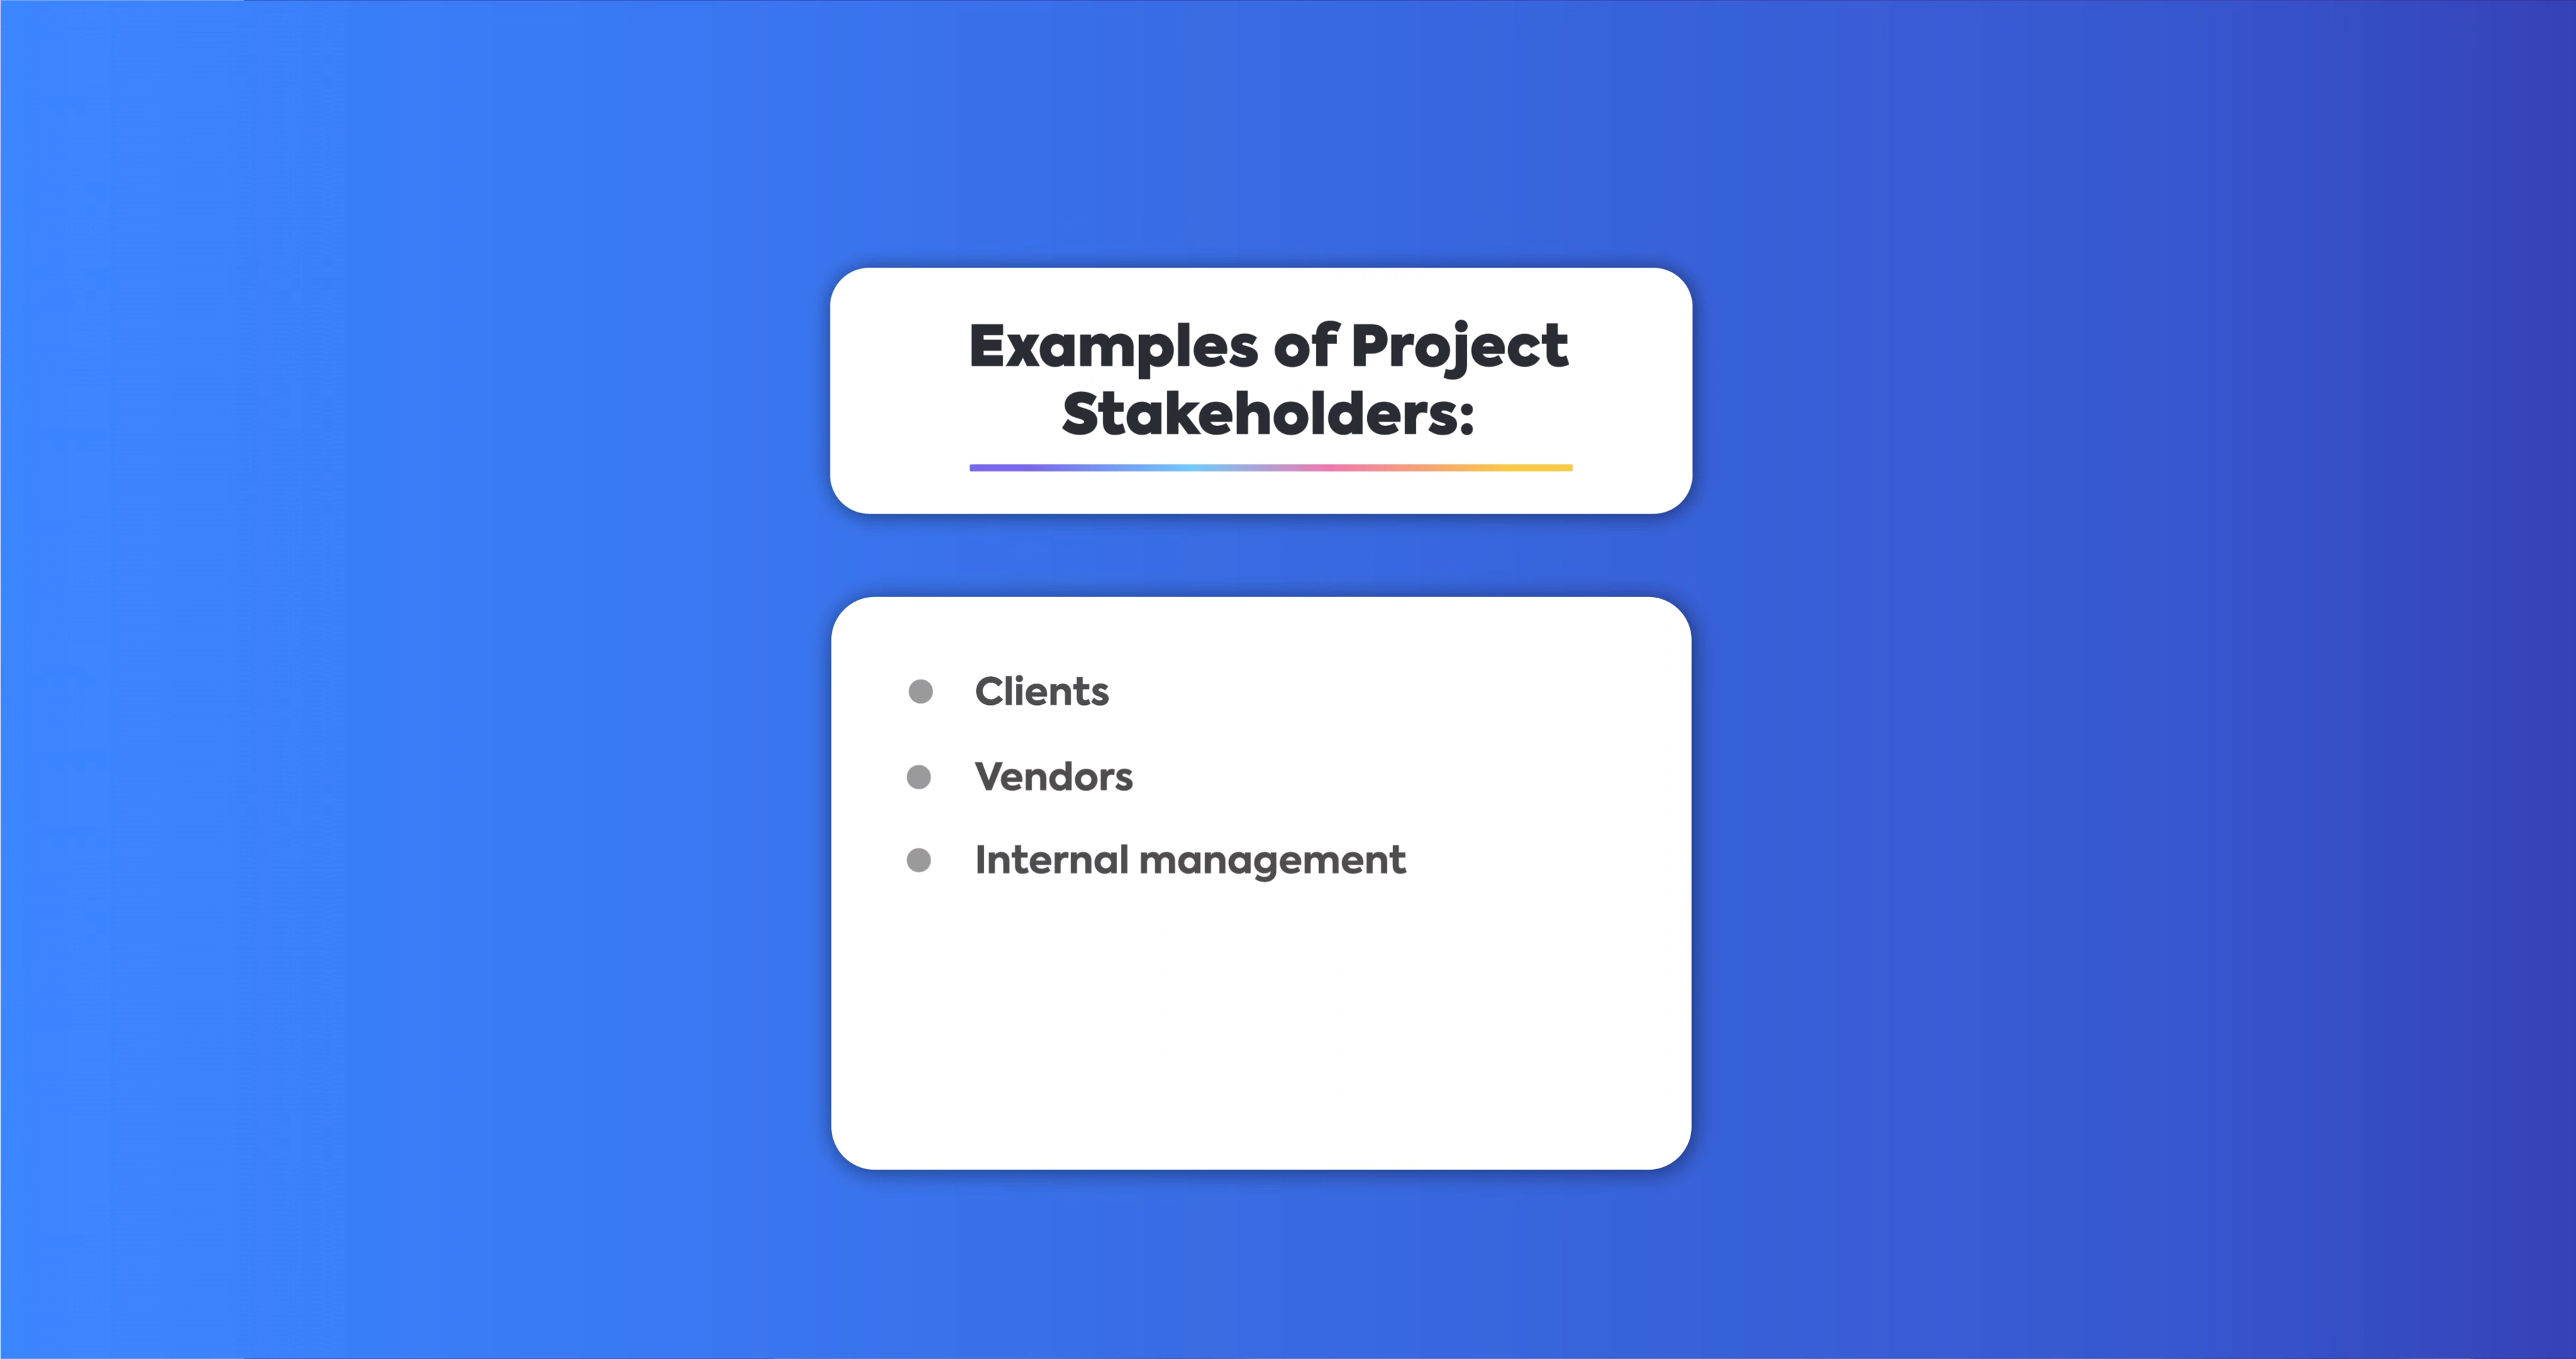 Examples of Project
Stakeholders:
Clients
Vendors
Internal management